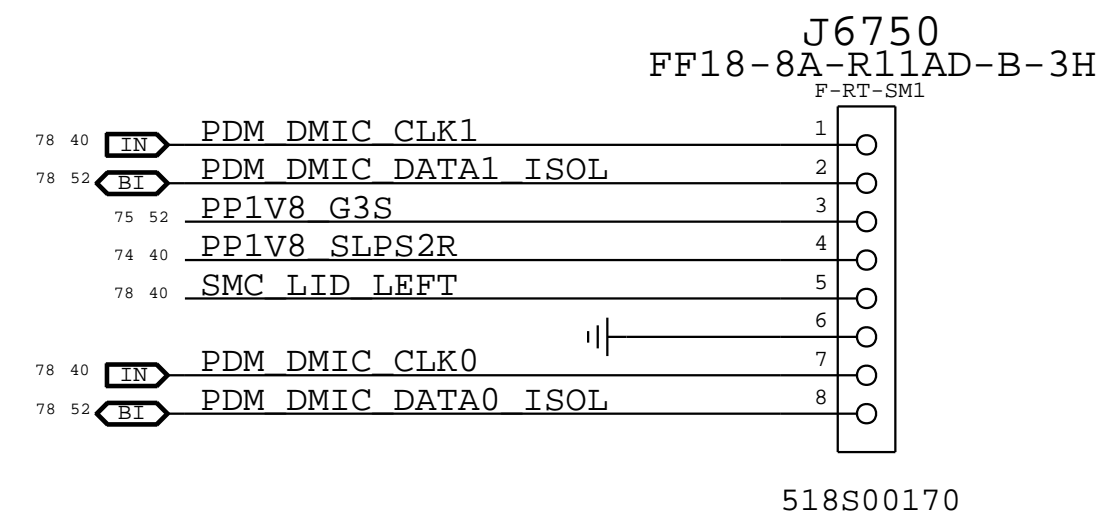 J6750
FF18-8A-R11AD-B-3H
F-RT-SM1
78 40 IN PDM_DMIC_CLK1 1
78 52 BI PDM_DMIC_DATA1_ISOL 2
75 52 PP1V8_G3S 3
74 40 PP1V8_SLPS2R 4
78 40 SMC_LID_LEFT 5
6
78 40 IN PDM_DMIC_CLK0 7
78 52 BI PDM_DMIC_DATA0_ISOL 8
518S00170